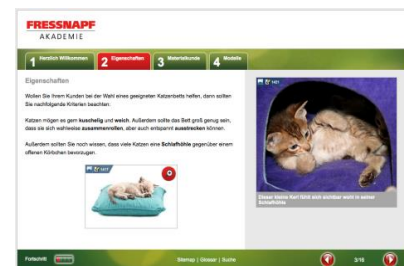 FRESSNAPF
AKADEMIE
1 Herzlich Willkommen
2 Eigenschaften
3 Materialkunde
4 Modelle
Eigenschaften
Wollen Sie Ihrem Kunden bei der Wahl eines geeigneten Katzenbetts helfen, dann sollten
Sie nachfolgende Kriterien beachten.
Katzen mögen es gern kuschelig und weich. Außerdem sollte das Bett groß genug sein,
dass sie sich wahlweise zusammenrollen, aber auch entspannt ausstrecken können.
Außerdem sollten Sie noch wissen, dass viele Katzen eine Schlafhöhle gegenüber einem
offenen Körbchen bevorzugen.
Dieser kleine Kerl fühlt sich sichtbar wohl in seiner
Schlafhöhle
Fortschritt
Sitemap | Glossar | Suche
3/10